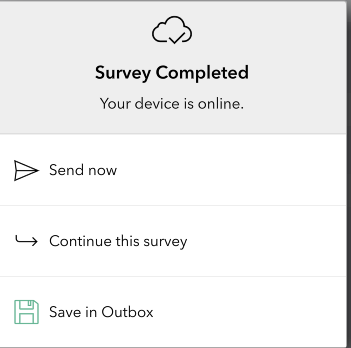 Survey Completed
Your device is online.
Send now
Continue this survey
Save in Outbox